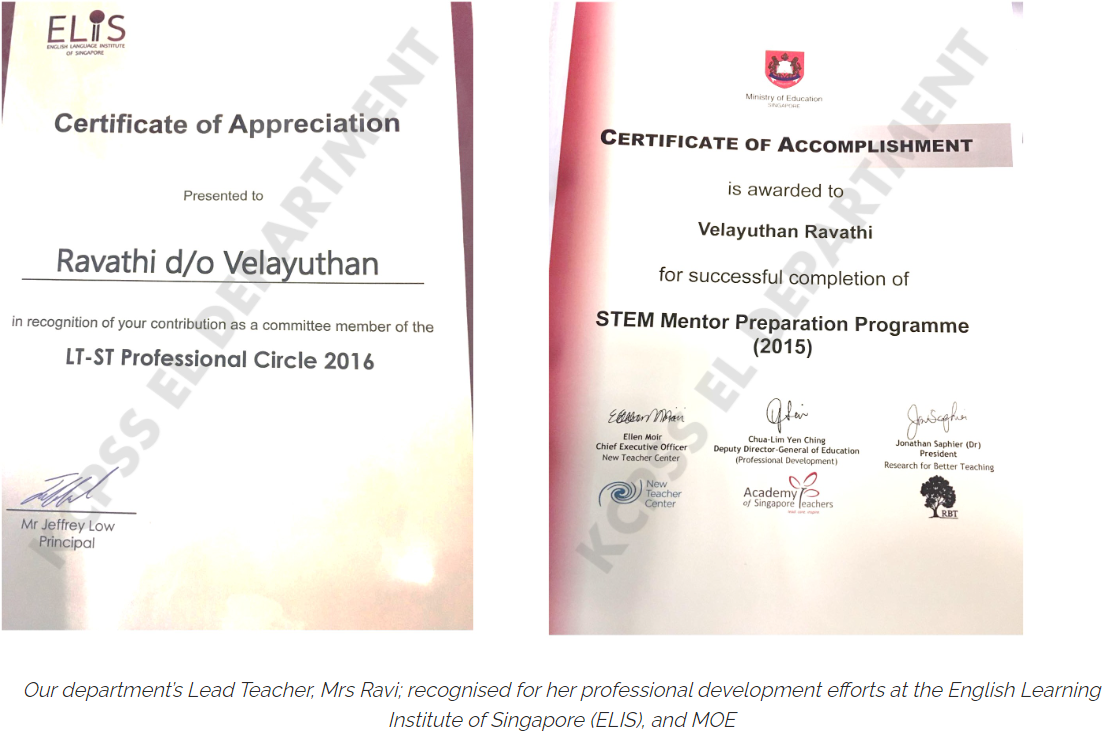 ELiS
ENGLISH LANGUAGE INSTITUTE
OF SINGAPORE
Certificate of Appreciation
Presented to
Ravathi d/o Velayuthan
in recognition of your contribution as a committee member of the
LT-ST Professional Circle 2016
Mr Jeffrey Low
Principal
KCPSS EL DEPARTMENT
Ministry of Education
SINGAPORE
CERTIFICATE OF ACCOMPLISHMENT
is awarded to
Velayuthan Ravathi
for successful completion of
STEM Mentor Preparation Programme
(2015)
Ellen Moir
Chief Executive Officer
New Teacher Center
New
Teacher
Center
Chua-Lim Yen Ching
Deputy Director-General of Education
(Professional Development)
Academy
of Singapore Teachers
Jonathan Saphier (Dr)
President
Research for Better Teaching
RBT
KCPSS EL DEPARTMENT
Our department's Lead Teacher, Mrs Ravi; recognised for her professional development efforts at the English Learning
Institute of Singapore (ELIS), and MOE